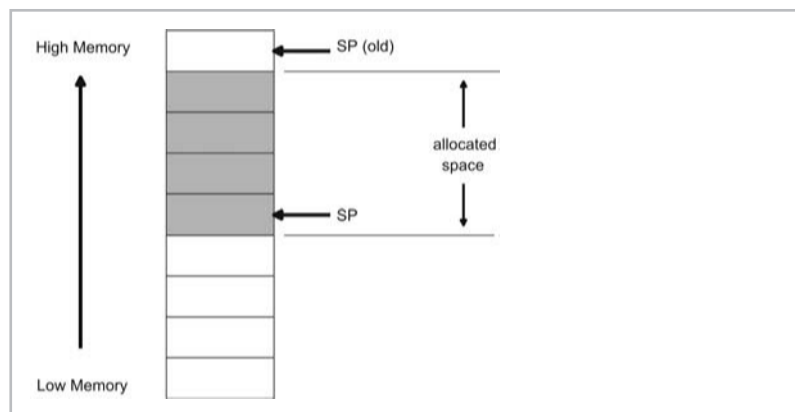 High Memory
SP (old)
allocated
space
SP
Low Memory